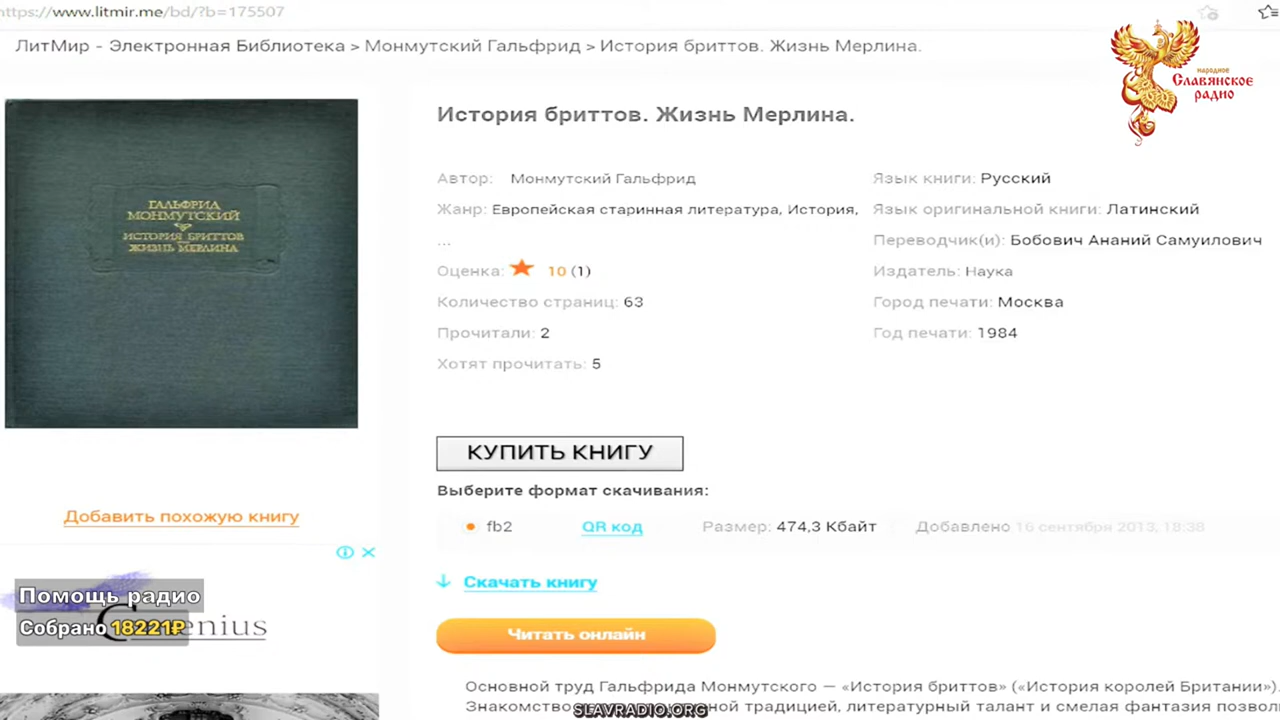 https://www.litmir.me/bd/?b=175507
ЛитМир - Электронная Библиотека > Монмутский Гальфрид > История бриттов. Жизнь Мерлина.
народное
Славянское
радио
ГАЛЬФРИД
МОНМУТСКИЙ
ИСТОРИЯ БРИТТОВ
ЖИЗНЬ МЕРЛИНА
История бриттов. Жизнь Мерлина.
Автор: Монмутский Гальфрид
Жанр: Европейская старинная литература, История,
...
Оценка: 10 (1)
Количество страниц: 63
Прочитали: 2
Хотят прочитать: 5
Язык книги: Русский
Язык оригинальной книги: Латинский
Переводчик(и): Бобович Ананий Самуилович
Издатель: Наука
Город печати: Москва
Год печати: 1984
КУПИТЬ КНИГУ
Выберите формат скачивания:
fb2 QR код Размер: 474,3 Кбайт Добавлено 16 сентября 2013, 18:38
Скачать книгу
Читать онлайн
Добавить похожую книгу
Помощь радио
Собрано 18221₽
enius
Основной труд Гальфрида Монмутского — «История бриттов» («История королей Британии»).
Знакомство ной традицией, литературный талант и смелая фантазия позволи
SLAVRADIO.ORG